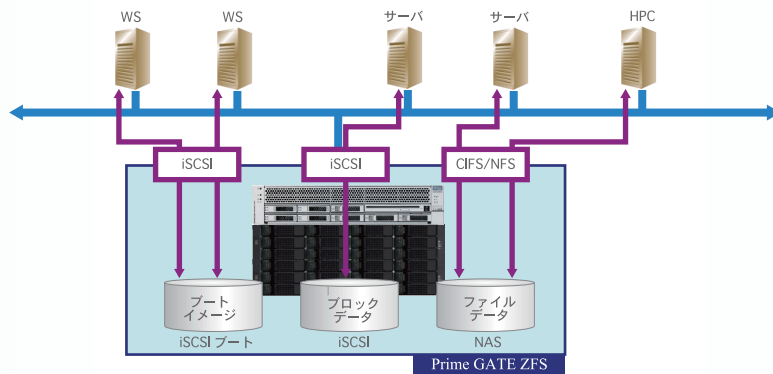 WS
WS
サーバ
サーバ
HPC
iSCSI
iSCSI
CIFS/NFS
ブート
イメージ
ブロック
データ
ファイル
データ
iSCSI ブート
iSCSI
NAS
Prime GATE ZFS